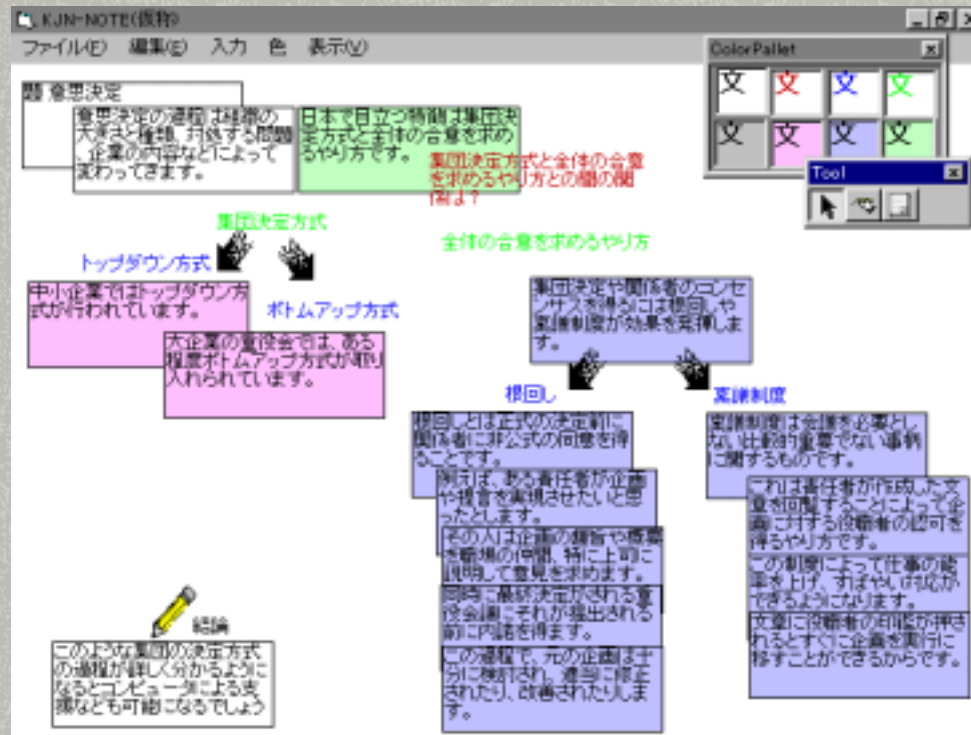 KJN-NOTE(仮称)
ファイル(F) 編集(E) 入力 色 表示(V)
ColorPallet
文 文 文 文
文 文 文 文
Tool
題 意思決定
意思決定の過程は組織の
大きさと種類、対処する問題
、企業の内容などによって
変わってきます。
日本で目立つ特徴は集団決
定方式と全体の合意を求め
るやり方です。
集団決定方式と全体の合意
を求めるやり方との間の関
係は?
集団決定方式
全体の合意を求めるやり方
トップダウン方式
中小企業ではトップダウン方
式が行われています。
ボトムアップ方式
大企業の重役会では、ある
程度ボトムアップ方式が取り
入れられています。
集団決定や関係者のコンセ
ンサスを得るには根回しや
稟議制度が効果を発揮しま
す。
根回し
根回しとは正式の決定前に
関係者に非公式の同意を得
ることです。
例えば、ある責任者が企画
や提言を実現させたいと思
ったとします。
その人は企画の趣旨や概要
を職場の仲間、特に上司に
説明して意見を求めます。
同時に最終決定がされる重
役会議にそれが提出される
前に内諾を得ます。
この過程で、元の企画は十
分に検討され、適当に修正
されたり、改善されたりしま
す。
稟議制度
稟議制度は会議を必要とし
ない比較的重要でない事柄
に関するものです。
これは責任者が作成した文
章を回覧することによって企
画に対する役職者の認可を
得るやり方です。
この制度によって仕事の能
率を上げ、すばやい対応が
できるようになります。
文章に役職者の印鑑が押さ
れるとすぐに企画を実行に
移すことができるからです。
結論
このような集団の決定方式
の過程が詳しく分かるように
なるとコンピュータによる支
援なども可能になるでしょう